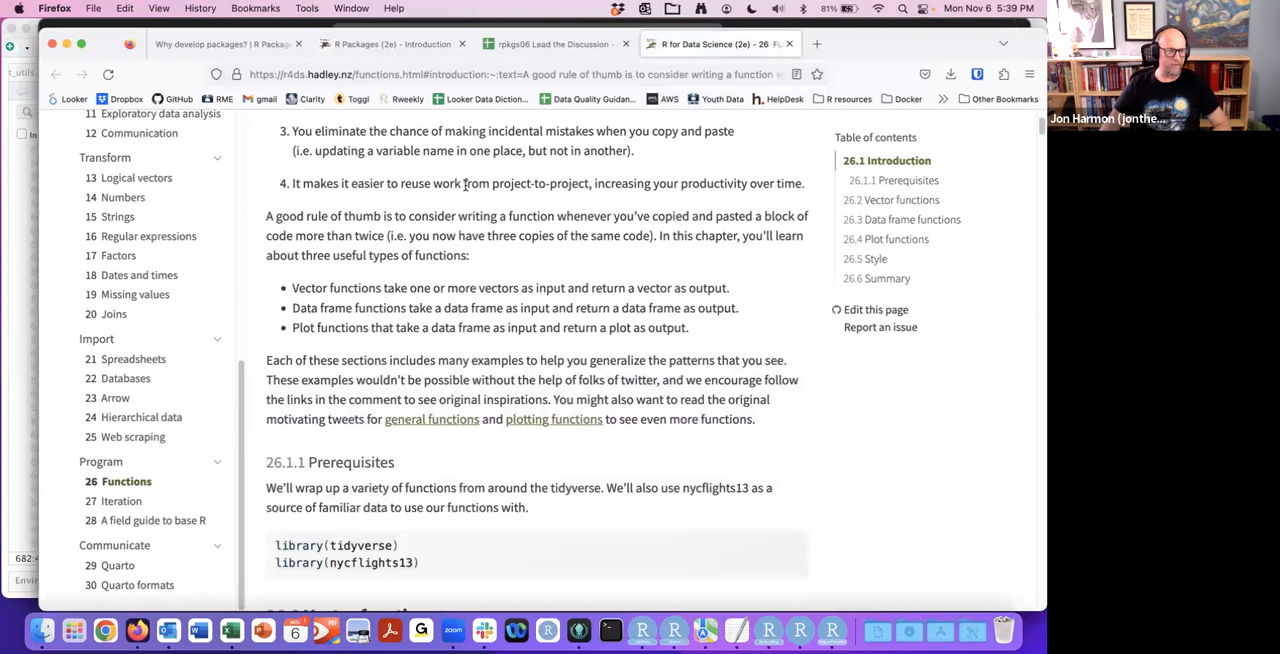 Firefox File Edit View History Bookmarks Tools Window Help 81% Mon Nov 6 5:39 PM
Why develop packages? | R Packag
R Packages (2e) - Introduction
rpkgs06 Lead the Discussion -
R for Data Science (2e) - 26 Fu
https://r4ds.hadley.nz/functions.html#introduction:~:text=A good rule of thumb is to consider writing a function w
Looker Dropbox GitHub RME gmail Clarity Toggl Rweekly Looker Data Diction... Data Quality Guidan... AWS Youth Data HelpDesk R resources Docker Other Bookmarks
11 Exploratory data analysis
12 Communication
Transform
13 Logical vectors
14 Numbers
15 Strings
16 Regular expressions
17 Factors
18 Dates and times
19 Missing values
20 Joins
Import
21 Spreadsheets
22 Databases
23 Arrow
24 Hierarchical data
25 Web scraping
Program
26 Functions
27 Iteration
28 A field guide to base R
Communicate
29 Quarto
30 Quarto formats
3. You eliminate the chance of making incidental mistakes when you copy and paste
(i.e. updating a variable name in one place, but not in another).
4. It makes it easier to reuse work from project-to-project, increasing your productivity over time.
A good rule of thumb is to consider writing a function whenever you've copied and pasted a block of
code more than twice (i.e. you now have three copies of the same code). In this chapter, you'll learn
about three useful types of functions:
• Vector functions take one or more vectors as input and return a vector as output.
• Data frame functions take a data frame as input and return a data frame as output.
• Plot functions that take a data frame as input and return a plot as output.
Each of these sections includes many examples to help you generalize the patterns that you see.
These examples wouldn't be possible without the help of folks of twitter, and we encourage follow
the links in the comment to see original inspirations. You might also want to read the original
motivating tweets for general functions and plotting functions to see even more functions.
26.1.1 Prerequisites
We'll wrap up a variety of functions from around the tidyverse. We'll also use nycflights13 as a
source of familiar data to use our functions with.
library(tidyverse)
library(nycflights13)
Table of contents
26.1 Introduction
26.1.1 Prerequisites
26.2 Vector functions
26.3 Data frame functions
26.4 Plot functions
26.5 Style
26.6 Summary
Edit this page
Report an issue
Jon Harmon (jonthe...
t_utils.
In
682:4
Envir
zoom